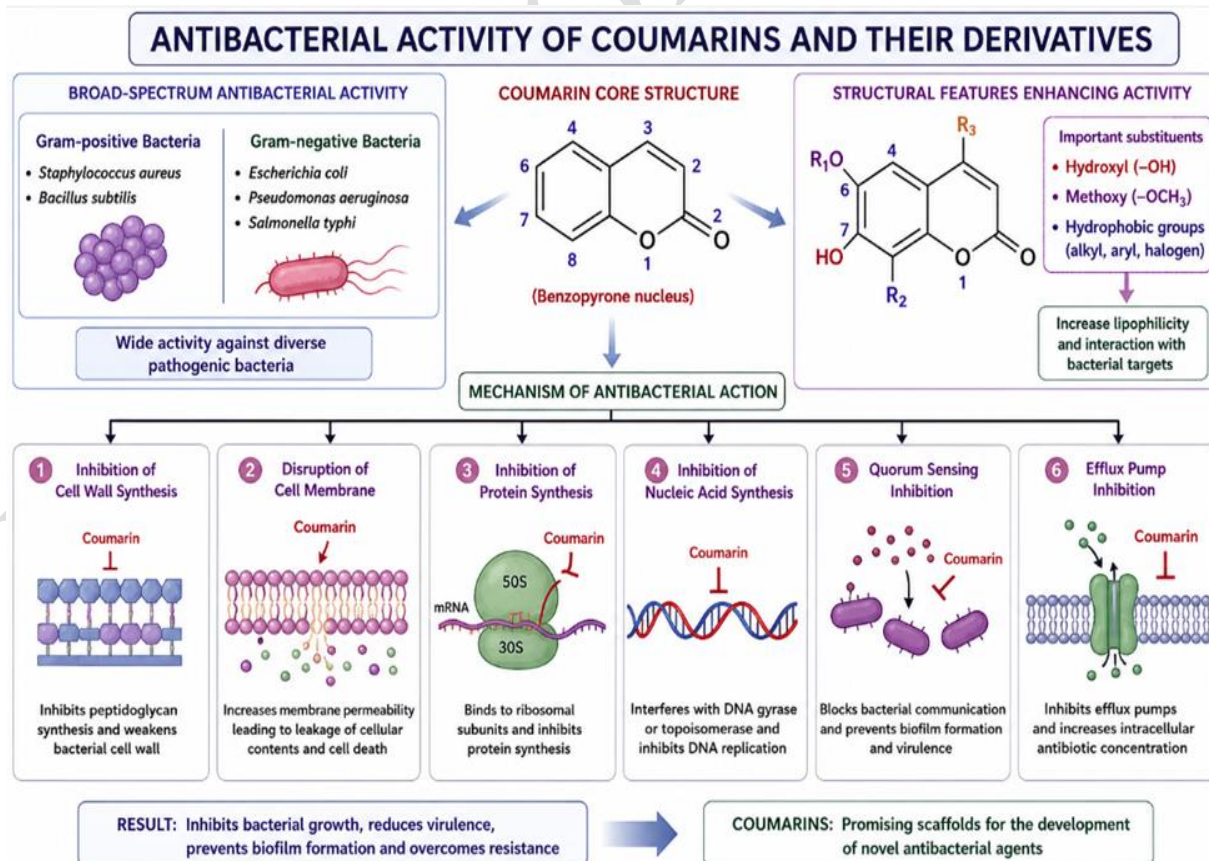 ANTIBACTERIAL ACTIVITY OF COUMARINS AND THEIR DERIVATIVES
BROAD-SPECTRUM ANTIBACTERIAL ACTIVITY
Gram-positive Bacteria
• Staphylococcus aureus
• Bacillus subtilis
Gram-negative Bacteria
• Escherichia coli
• Pseudomonas aeruginosa
• Salmonella typhi
Wide activity against diverse
pathogenic bacteria
COUMARIN CORE STRUCTURE
4
3
6
2
7
2
O
O
8
1
(Benzopyrone nucleus)
STRUCTURAL FEATURES ENHANCING ACTIVITY
R3
R1O
4
6
7
HO
O
O
R2
1
Important substituents
• Hydroxyl (–OH)
• Methoxy (–OCH3)
• Hydrophobic groups
(alkyl, aryl, halogen)
Increase lipophilicity
and interaction with
bacterial targets
MECHANISM OF ANTIBACTERIAL ACTION
1 Inhibition of
Cell Wall Synthesis
Coumarin
Inhibits peptidoglycan
synthesis and weakens
bacterial cell wall
2 Disruption of
Cell Membrane
Coumarin
Increases membrane permeability
leading to leakage of cellular
contents and cell death
3 Inhibition of
Protein Synthesis
Coumarin
50S
mRNA
30S
Binds to ribosomal
subunits and inhibits
protein synthesis
4 Inhibition of
Nucleic Acid Synthesis
Coumarin
Interferes with DNA gyrase
or topoisomerase and
inhibits DNA replication
5 Quorum Sensing
Inhibition
Coumarin
Blocks bacterial communication
and prevents biofilm formation
and virulence
6 Efflux Pump
Inhibition
Coumarin
Inhibits efflux pumps
and increases intracellular
antibiotic concentration
RESULT: Inhibits bacterial growth, reduces virulence,
prevents biofilm formation and overcomes resistance
COUMARINS: Promising scaffolds for the development
of novel antibacterial agents